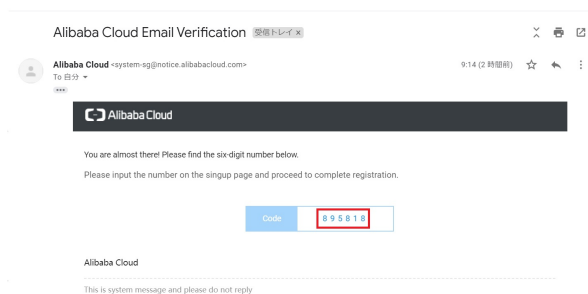 Alibaba Cloud Email Verification 受信トレイ ×
Alibaba Cloud <system-sg@notice.alibabacloud.com> 9:14 (2 時間前)
To 自分
Alibaba Cloud
You are almost there! Please find the six-digit number below.
Please input the number on the singup page and proceed to complete registration.
Code 895818
Alibaba Cloud
This is system message and please do not reply